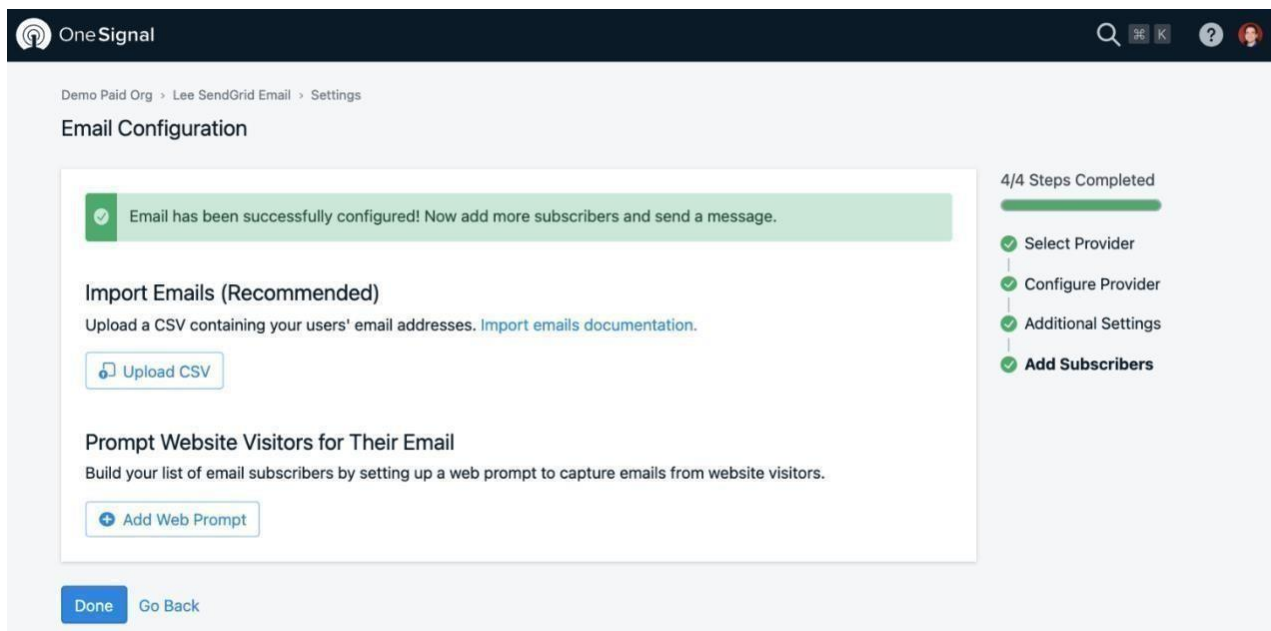 OneSignal
⌘ K
?
Demo Paid Org > Lee SendGrid Email > Settings
Email Configuration
Email has been successfully configured! Now add more subscribers and send a message.
Import Emails (Recommended)
Upload a CSV containing your users' email addresses. Import emails documentation.
Upload CSV
Prompt Website Visitors for Their Email
Build your list of email subscribers by setting up a web prompt to capture emails from website visitors.
Add Web Prompt
Done Go Back
4/4 Steps Completed
Select Provider
Configure Provider
Additional Settings
Add Subscribers